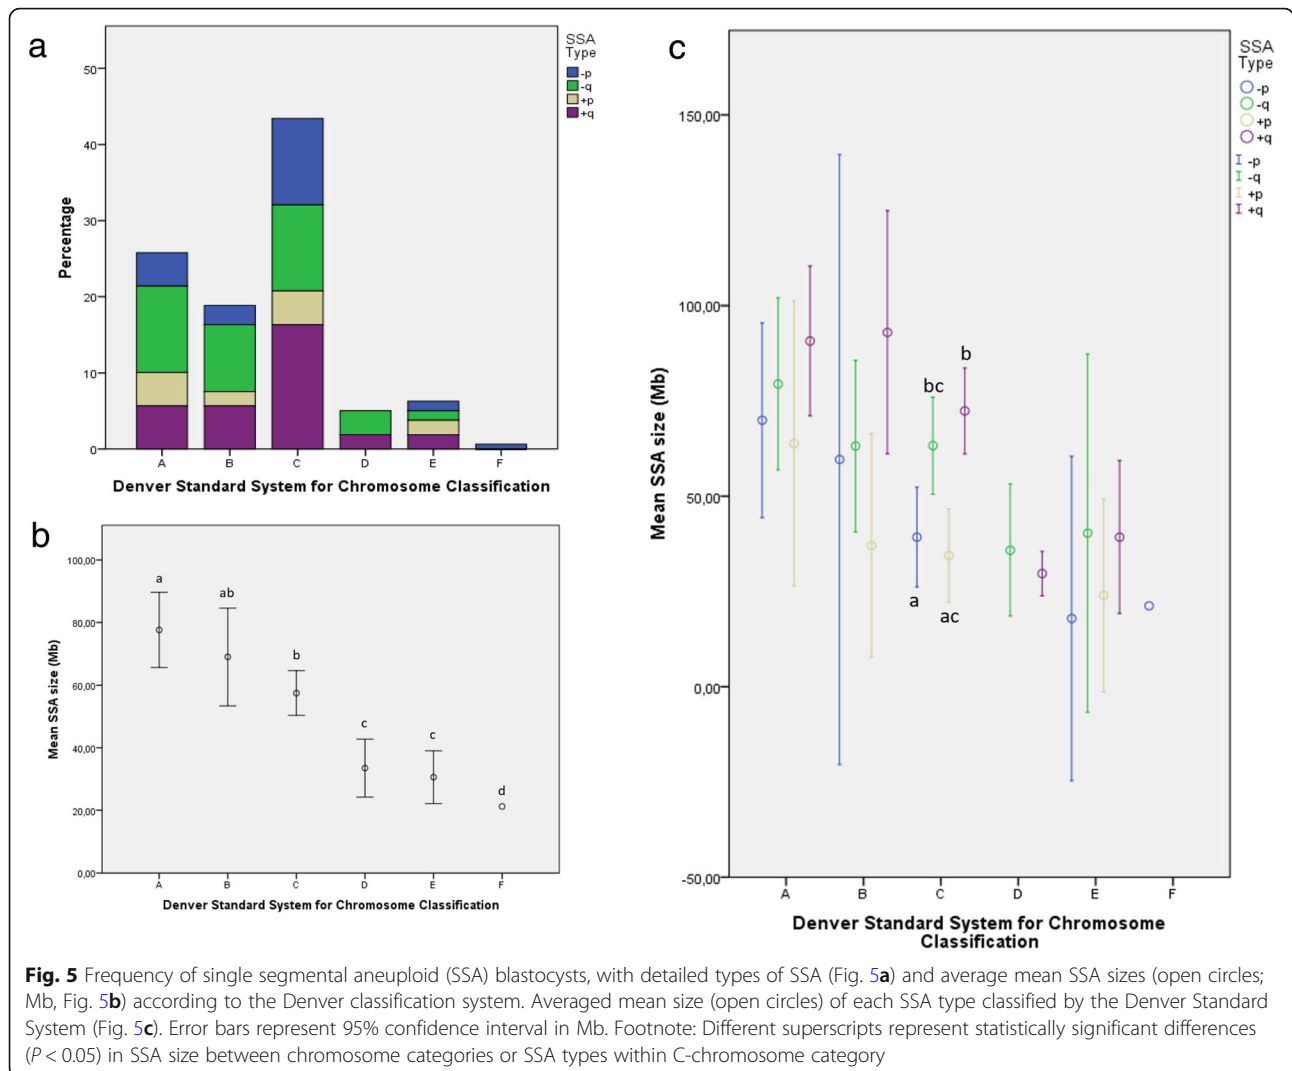 a
SSA
Type
-p
-q
+p
+q
50
40
30
20
10
0
Percentage
A B C D E F
Denver Standard System for Chromosome Classification
b
100,00
80,00
60,00
40,00
20,00
0,00
Mean SSA size (Mb)
a
ab
b
c
c
d
A B C D E F
Denver Standard System for Chromosome Classification
c
SSA
Type
-p
-q
+p
+q
-p
-q
+p
+q
150,00
100,00
50,00
0,00
-50,00
Mean SSA size (Mb)
bc
b
a
ac
A B C D E F
Denver Standard System for Chromosome
Classification
Fig. 5 Frequency of single segmental aneuploid (SSA) blastocysts, with detailed types of SSA (Fig. 5a) and average mean SSA sizes (open circles;
Mb, Fig. 5b) according to the Denver classification system. Averaged mean size (open circles) of each SSA type classified by the Denver Standard
System (Fig. 5c). Error bars represent 95% confidence interval in Mb. Footnote: Different superscripts represent statistically significant differences
(P < 0.05) in SSA size between chromosome categories or SSA types within C-chromosome category